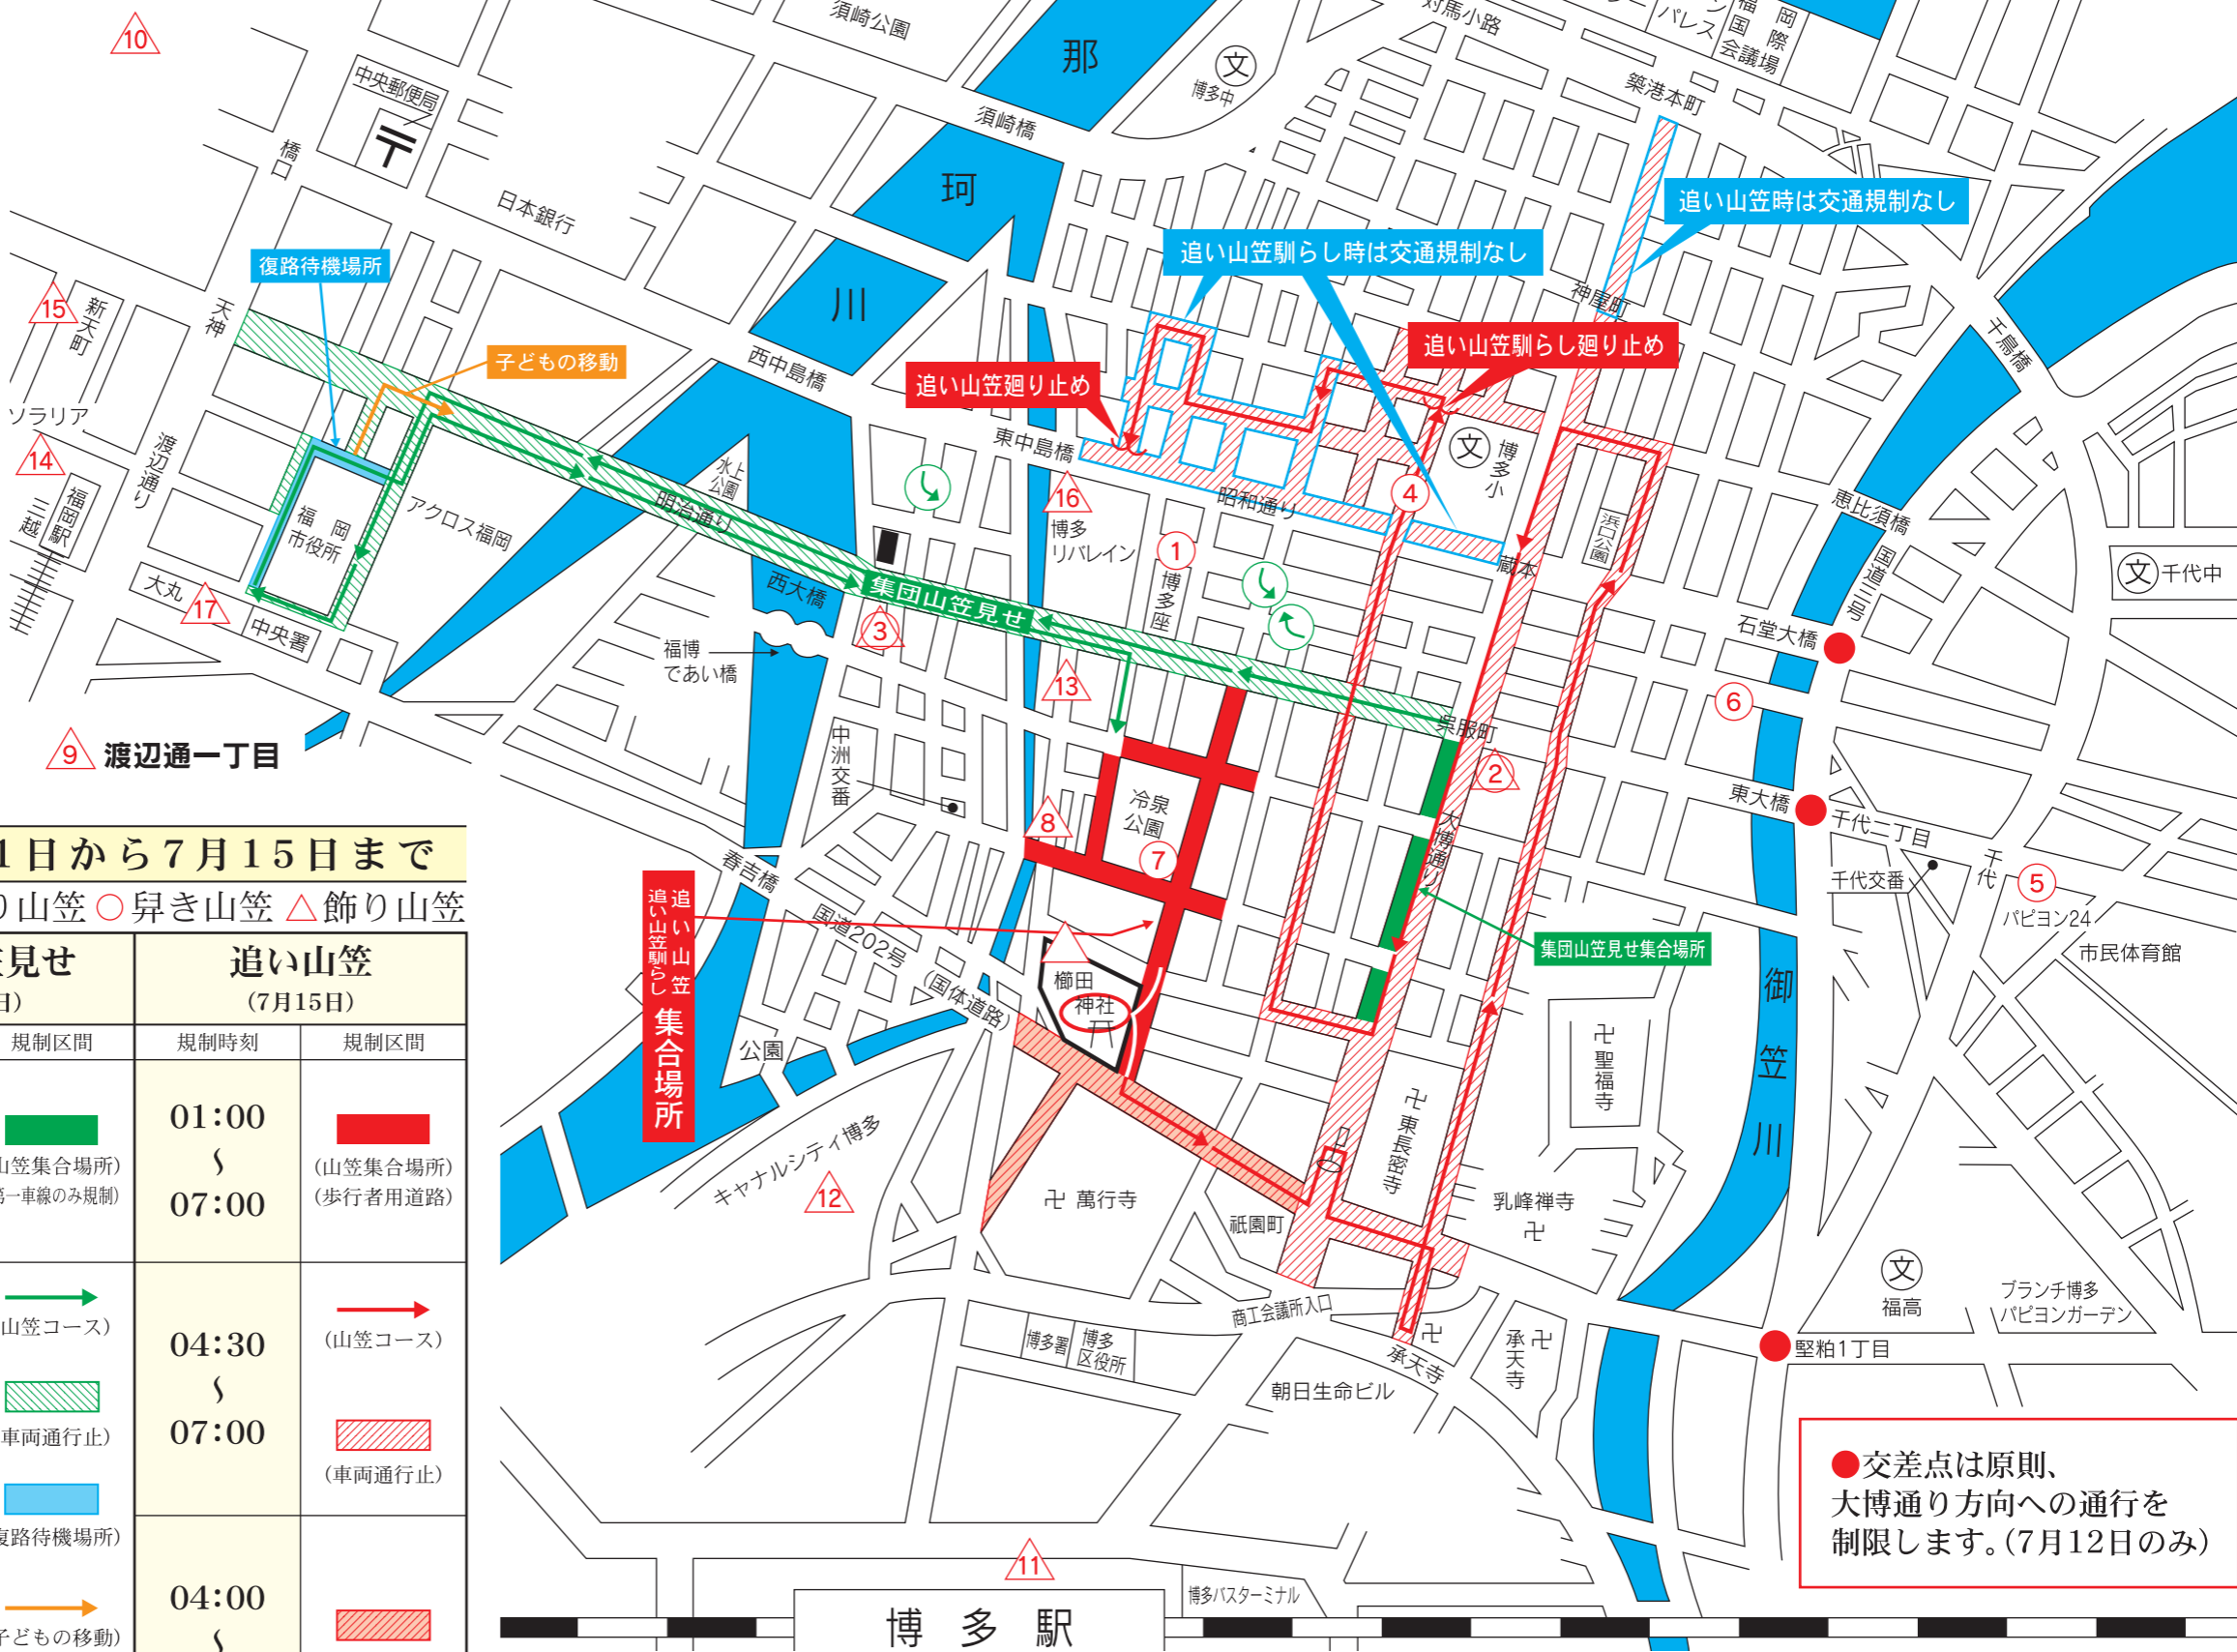 10
須崎公園
那
文
博多中
対馬小路
パレス
福岡
国際
会議場
築港本町
中央郵便局
〒
橋
須崎橋
日本銀行
珂
追い山笠時は交通規制なし
追い山笠馴らし時は交通規制なし
復路待機場所
川
神屋町
15
新天町
天神
千鳥橋
子どもの移動
西中島橋
追い山笠馴らし廻り止め
追い山笠廻り止め
ソラリア
14
渡辺通り
東中島橋
水上
公園
文
博多小
福岡駅
三越
福岡
市役所
アクロス福岡
明治通り
16
昭和通り
4
恵比須橋
浜口公園
博多
リバレイン
1
博多座
蔵本
国道三号
文
千代中
大丸
17
中央署
西大橋
集団山笠見せ
3
石堂大橋
福博
であい橋
13
6
9
渡辺通一丁目
呉服町
中洲交番
2
冷泉
公園
東大橋
千代二丁目
8
7
大博通り
千代
千代交番
5
パピヨン24
1日から7月15日まで
り山笠 ○舁き山笠 △飾り山笠
春吉橋
国道202号
(国体道路)
追い山笠
追い山笠馴らし
集合場所
集団山笠見せ集合場所
市民体育館
見せ
日)
追い山笠
(7月15日)
櫛田
神社
御
笠
川
規制区間
規制時刻
規制区間
公園
卍
聖福寺
01:00
〜
07:00
山笠集合場所)
第一車線のみ規制)
(山笠集合場所)
(歩行者用道路)
卍
東長密寺
キャナルシティ博多
12
卍 萬行寺
祇園町
乳峰禅寺
卍
文
福高
ブランチ博多
パピヨンガーデン
山笠コース)
04:30
〜
07:00
(山笠コース)
商工会議所入口
博多署
博多
区役所
卍
承天寺
卍
承天寺
堅粕1丁目
朝日生命ビル
車両通行止)
(車両通行止)
復路待機場所)
●交差点は原則、
大博通り方向への通行を
制限します。(7月12日のみ)
11
博多バスターミナル
04:00
〜
子どもの移動)
博多駅